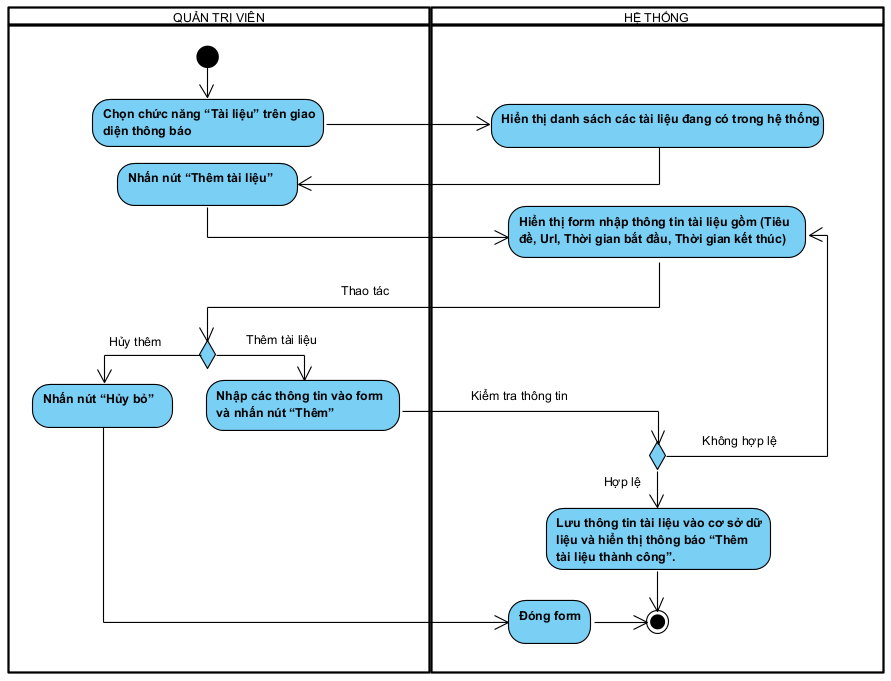 QUẢN TRỊ VIÊN
HỆ THỐNG
Chọn chức năng “Tài liệu” trên giao
diện thông báo
Hiển thị danh sách các tài liệu đang có trong hệ thống
Nhấn nút “Thêm tài liệu”
Hiển thị form nhập thông tin tài liệu gồm (Tiêu
đề, Url, Thời gian bắt đầu, Thời gian kết thúc)
Thao tác
Hủy thêm
Thêm tài liệu
Nhấn nút “Hủy bỏ”
Nhập các thông tin vào form
và nhấn nút “Thêm”
Kiểm tra thông tin
Không hợp lệ
Hợp lệ
Lưu thông tin tài liệu vào cơ sở dữ
liệu và hiển thị thông báo “Thêm
tài liệu thành công”.
Đóng form